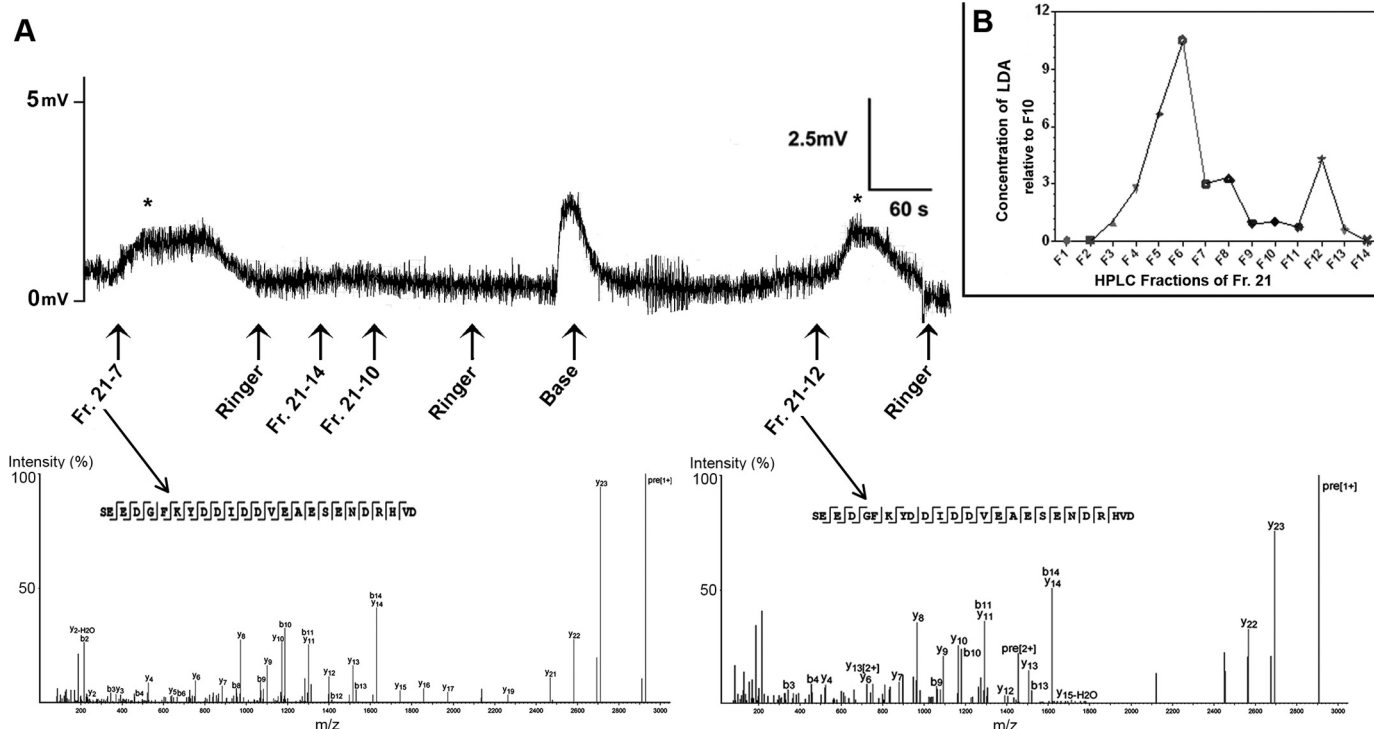 A
5mV
0mV
*
*
2.5mV
60 s
Fr. 21-7
Ringer
Fr. 21-14
Fr. 21-10
Ringer
Base
Fr. 21-12
Ringer
B
12
9
6
3
0
Concentration of LDA
relative to F10
F1 F2 F3 F4 F5 F6 F7 F8 F9 F10 F11 F12 F13 F14
HPLC Fractions of Fr. 21
Intensity (%)
100
50
SEEDGFKYDDIDDVEAESENDRHVD
y2-H2O
b2
y2
b3
y3
b4
y4
y5
b6
y6
y7
b8
y8
b9
y9
y10
b10
b11
y11
y12
b12
y13
b13
b14
y14
y15
y16
y17
y19
y21
y22
y23
pre[1+]
200 400 600 800 1000 1200 1400 1600 1800 2000 2200 2400 2600 2800 3000
m/z
Intensity (%)
100
50
SEEDGFKYDDIDDVEAESENDRHVD
b3
b4
y4
y13[2+]
y6
y7
y8
b9
y9
y10
b10
b11
y11
y12
pre[2+]
y13
b13
b14
y14
y15-H2O
y22
y23
pre[1+]
200 400 600 800 1000 1200 1400 1600 1800 2000 2200 2400 2600 2800 3000
m/z